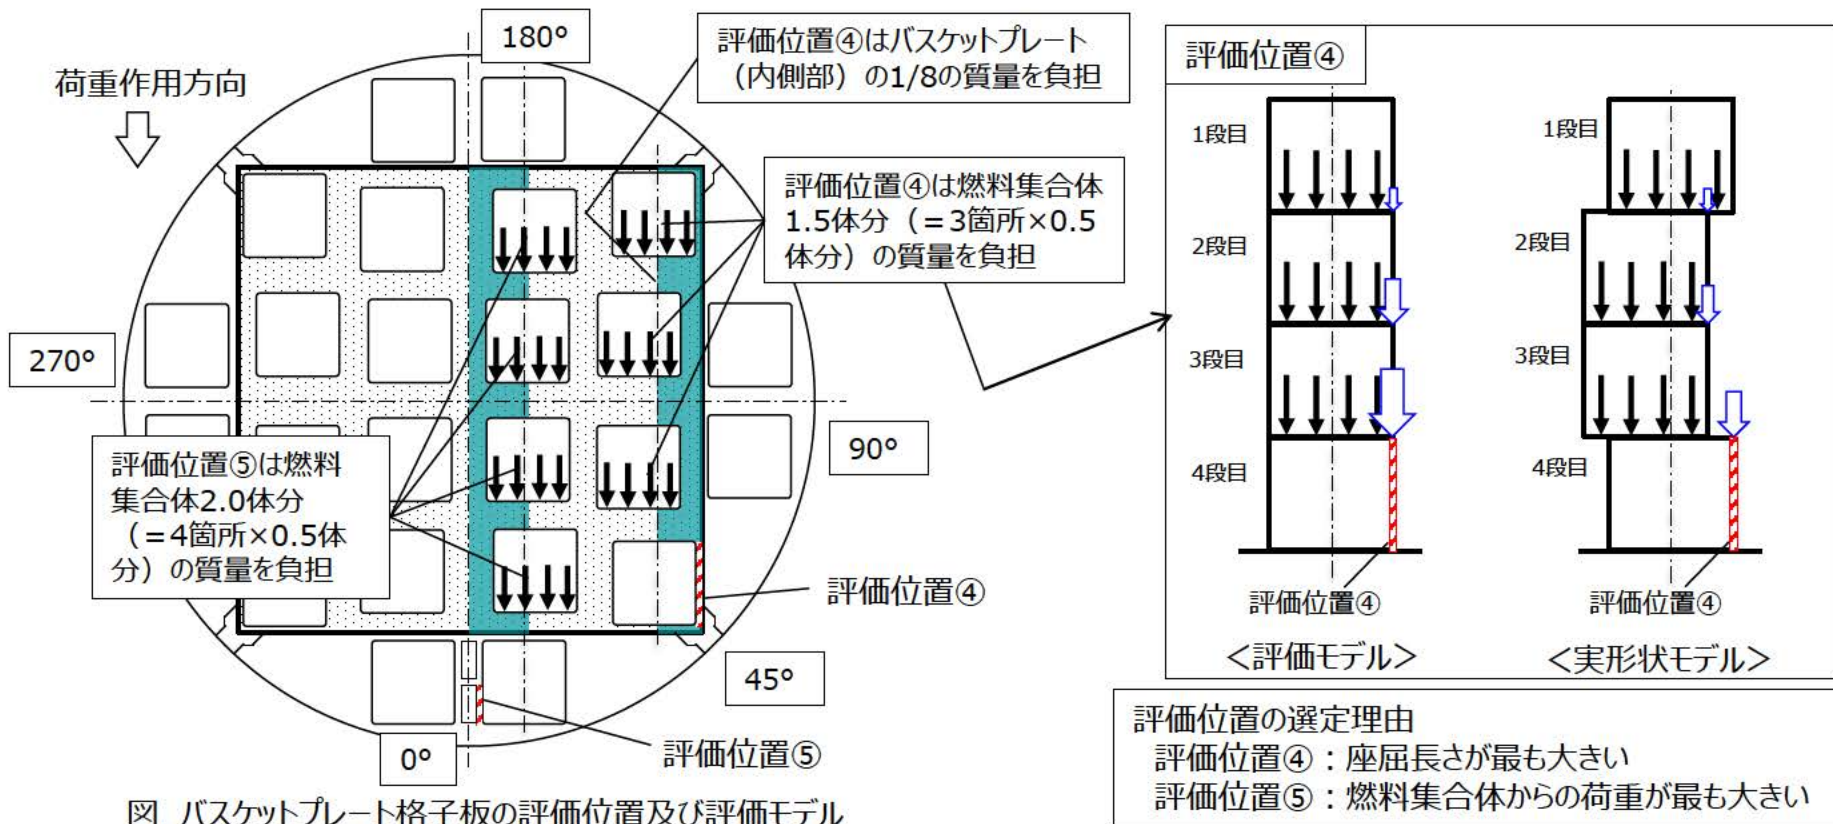 180°
荷重作用方向
評価位置④はバスケットプレート
（内側部）の1/8の質量を負担
評価位置④は燃料集合体
1.5体分（=3箇所×0.5
体分）の質量を負担
270°
90°
評価位置⑤は燃料
集合体2.0体分
（=4箇所×0.5体
分）の質量を負担
評価位置④
45°
0°
評価位置⑤
図 バスケットプレート格子板の評価位置及び評価モデル
評価位置④
1段目
2段目
3段目
4段目
評価位置④
＜評価モデル＞
1段目
2段目
3段目
4段目
評価位置④
＜実形状モデル＞
評価位置の選定理由
評価位置④：座屈長さが最も大きい
評価位置⑤：燃料集合体からの荷重が最も大きい